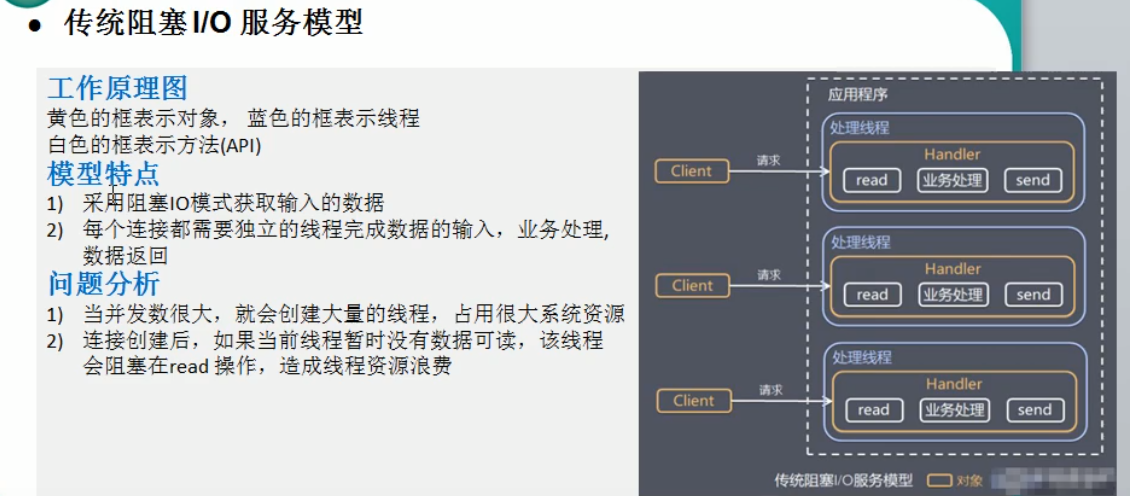 ● 传统阻塞 I/O 服务模型
工作原理图
黄色的框表示对象， 蓝色的框表示线程
白色的框表示方法(API)
模型特点
1) 采用阻塞IO模式获取输入的数据
2) 每个连接都需要独立的线程完成数据的输入，业务处理,
数据返回
问题分析
1) 当并发数很大，就会创建大量的线程，占用很大系统资源
2) 连接创建后，如果当前线程暂时没有数据可读，该线程
会阻塞在read 操作，造成线程资源浪费
应用程序
处理线程
Handler
Client
请求
read
业务处理
send
处理线程
Handler
Client
请求
read
业务处理
send
处理线程
Handler
Client
请求
read
业务处理
send
传统阻塞I/O服务模型
对象